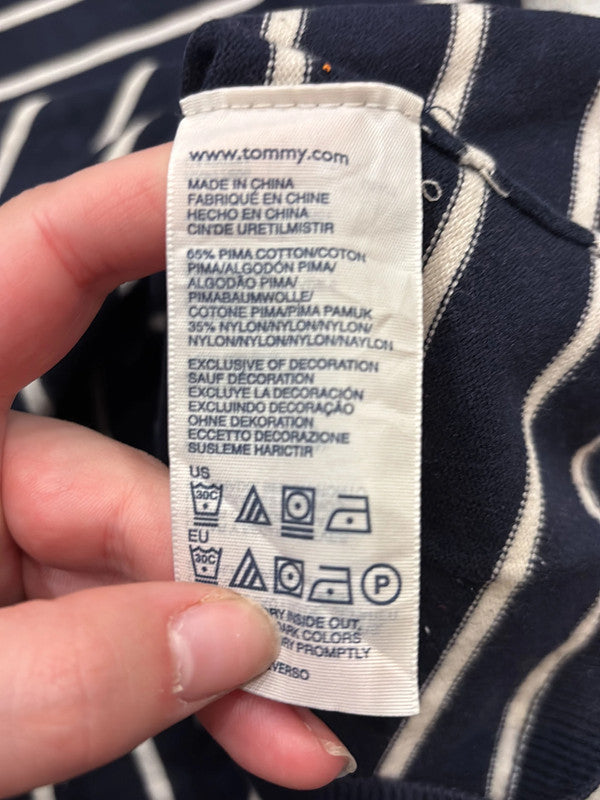 www.tommy.com
MADE IN CHINA
FABRIQUÉ EN CHINE
HECHO EN CHINA
CIN'DE URETILMISTIR
65% PIMA COTTON/COTON
PIMA/ALGODÓN PIMA/
ALGODÃO PIMA/
PIMABAUMWOLLE/
COTONE PIMA/PIMA PAMUK
35% NYLON/NYLON/NYLON/
NYLON/NYLON/NYLON/NAYLON
EXCLUSIVE OF DECORATION
SAUF DÉCORATION
EXCLUYE LA DECORACIÓN
EXCLUINDO DECORAÇÃO
OHNE DEKORATION
ECCETTO DECORAZIONE
SUSLEME HARICTIR
US
30C
EU
30C P
INSIDE OUT,
DARK COLORS
PROMPTLY